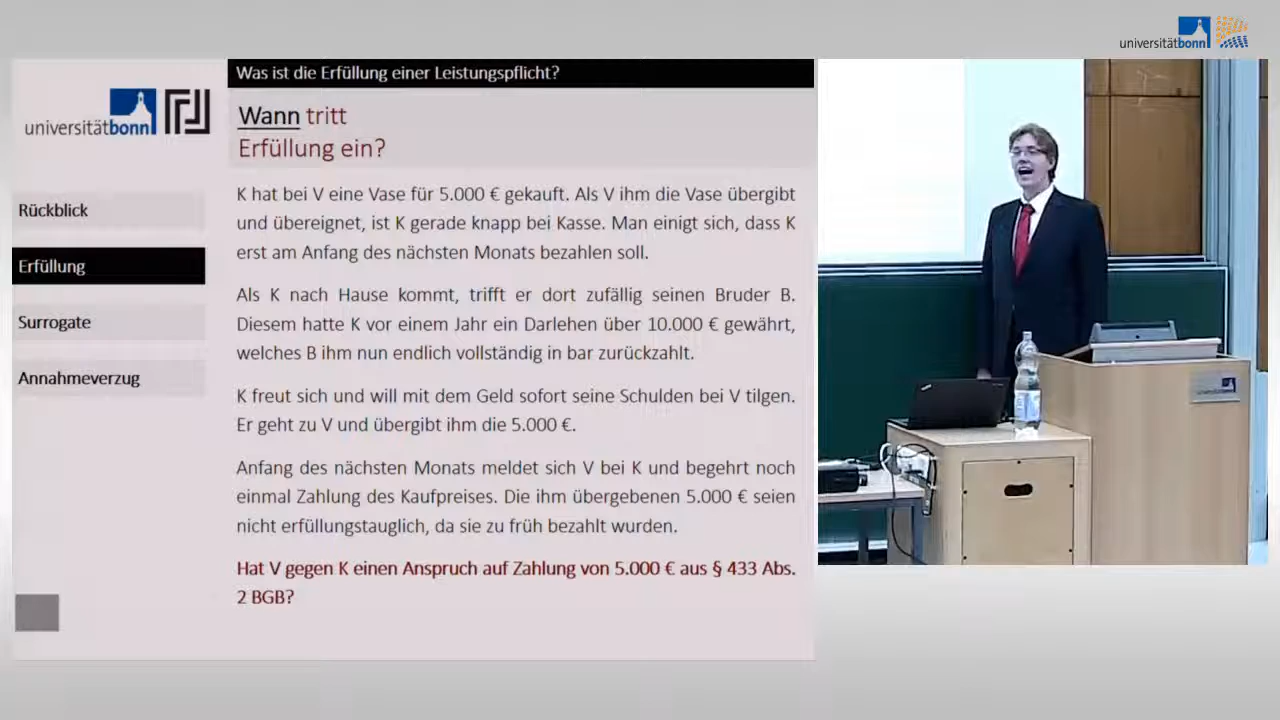 universitätbonn
Was ist die Erfüllung einer Leistungspflicht?
universitätbonn
Wann tritt
Erfüllung ein?
Rückblick
Erfüllung
Surrogate
Annahmeverzug
K hat bei V eine Vase für 5.000 € gekauft. Als V ihm die Vase übergibt
und übereignet, ist K gerade knapp bei Kasse. Man einigt sich, dass K
erst am Anfang des nächsten Monats bezahlen soll.
Als K nach Hause kommt, trifft er dort zufällig seinen Bruder B.
Diesem hatte K vor einem Jahr ein Darlehen über 10.000 € gewährt,
welches B ihm nun endlich vollständig in bar zurückzahlt.
K freut sich und will mit dem Geld sofort seine Schulden bei V tilgen.
Er geht zu V und übergibt ihm die 5.000 €.
Anfang des nächsten Monats meldet sich V bei K und begehrt noch
einmal Zahlung des Kaufpreises. Die ihm übergebenen 5.000 € seien
nicht erfüllungstauglich, da sie zu früh bezahlt wurden.
Hat V gegen K einen Anspruch auf Zahlung von 5.000 € aus § 433 Abs.
2 BGB?